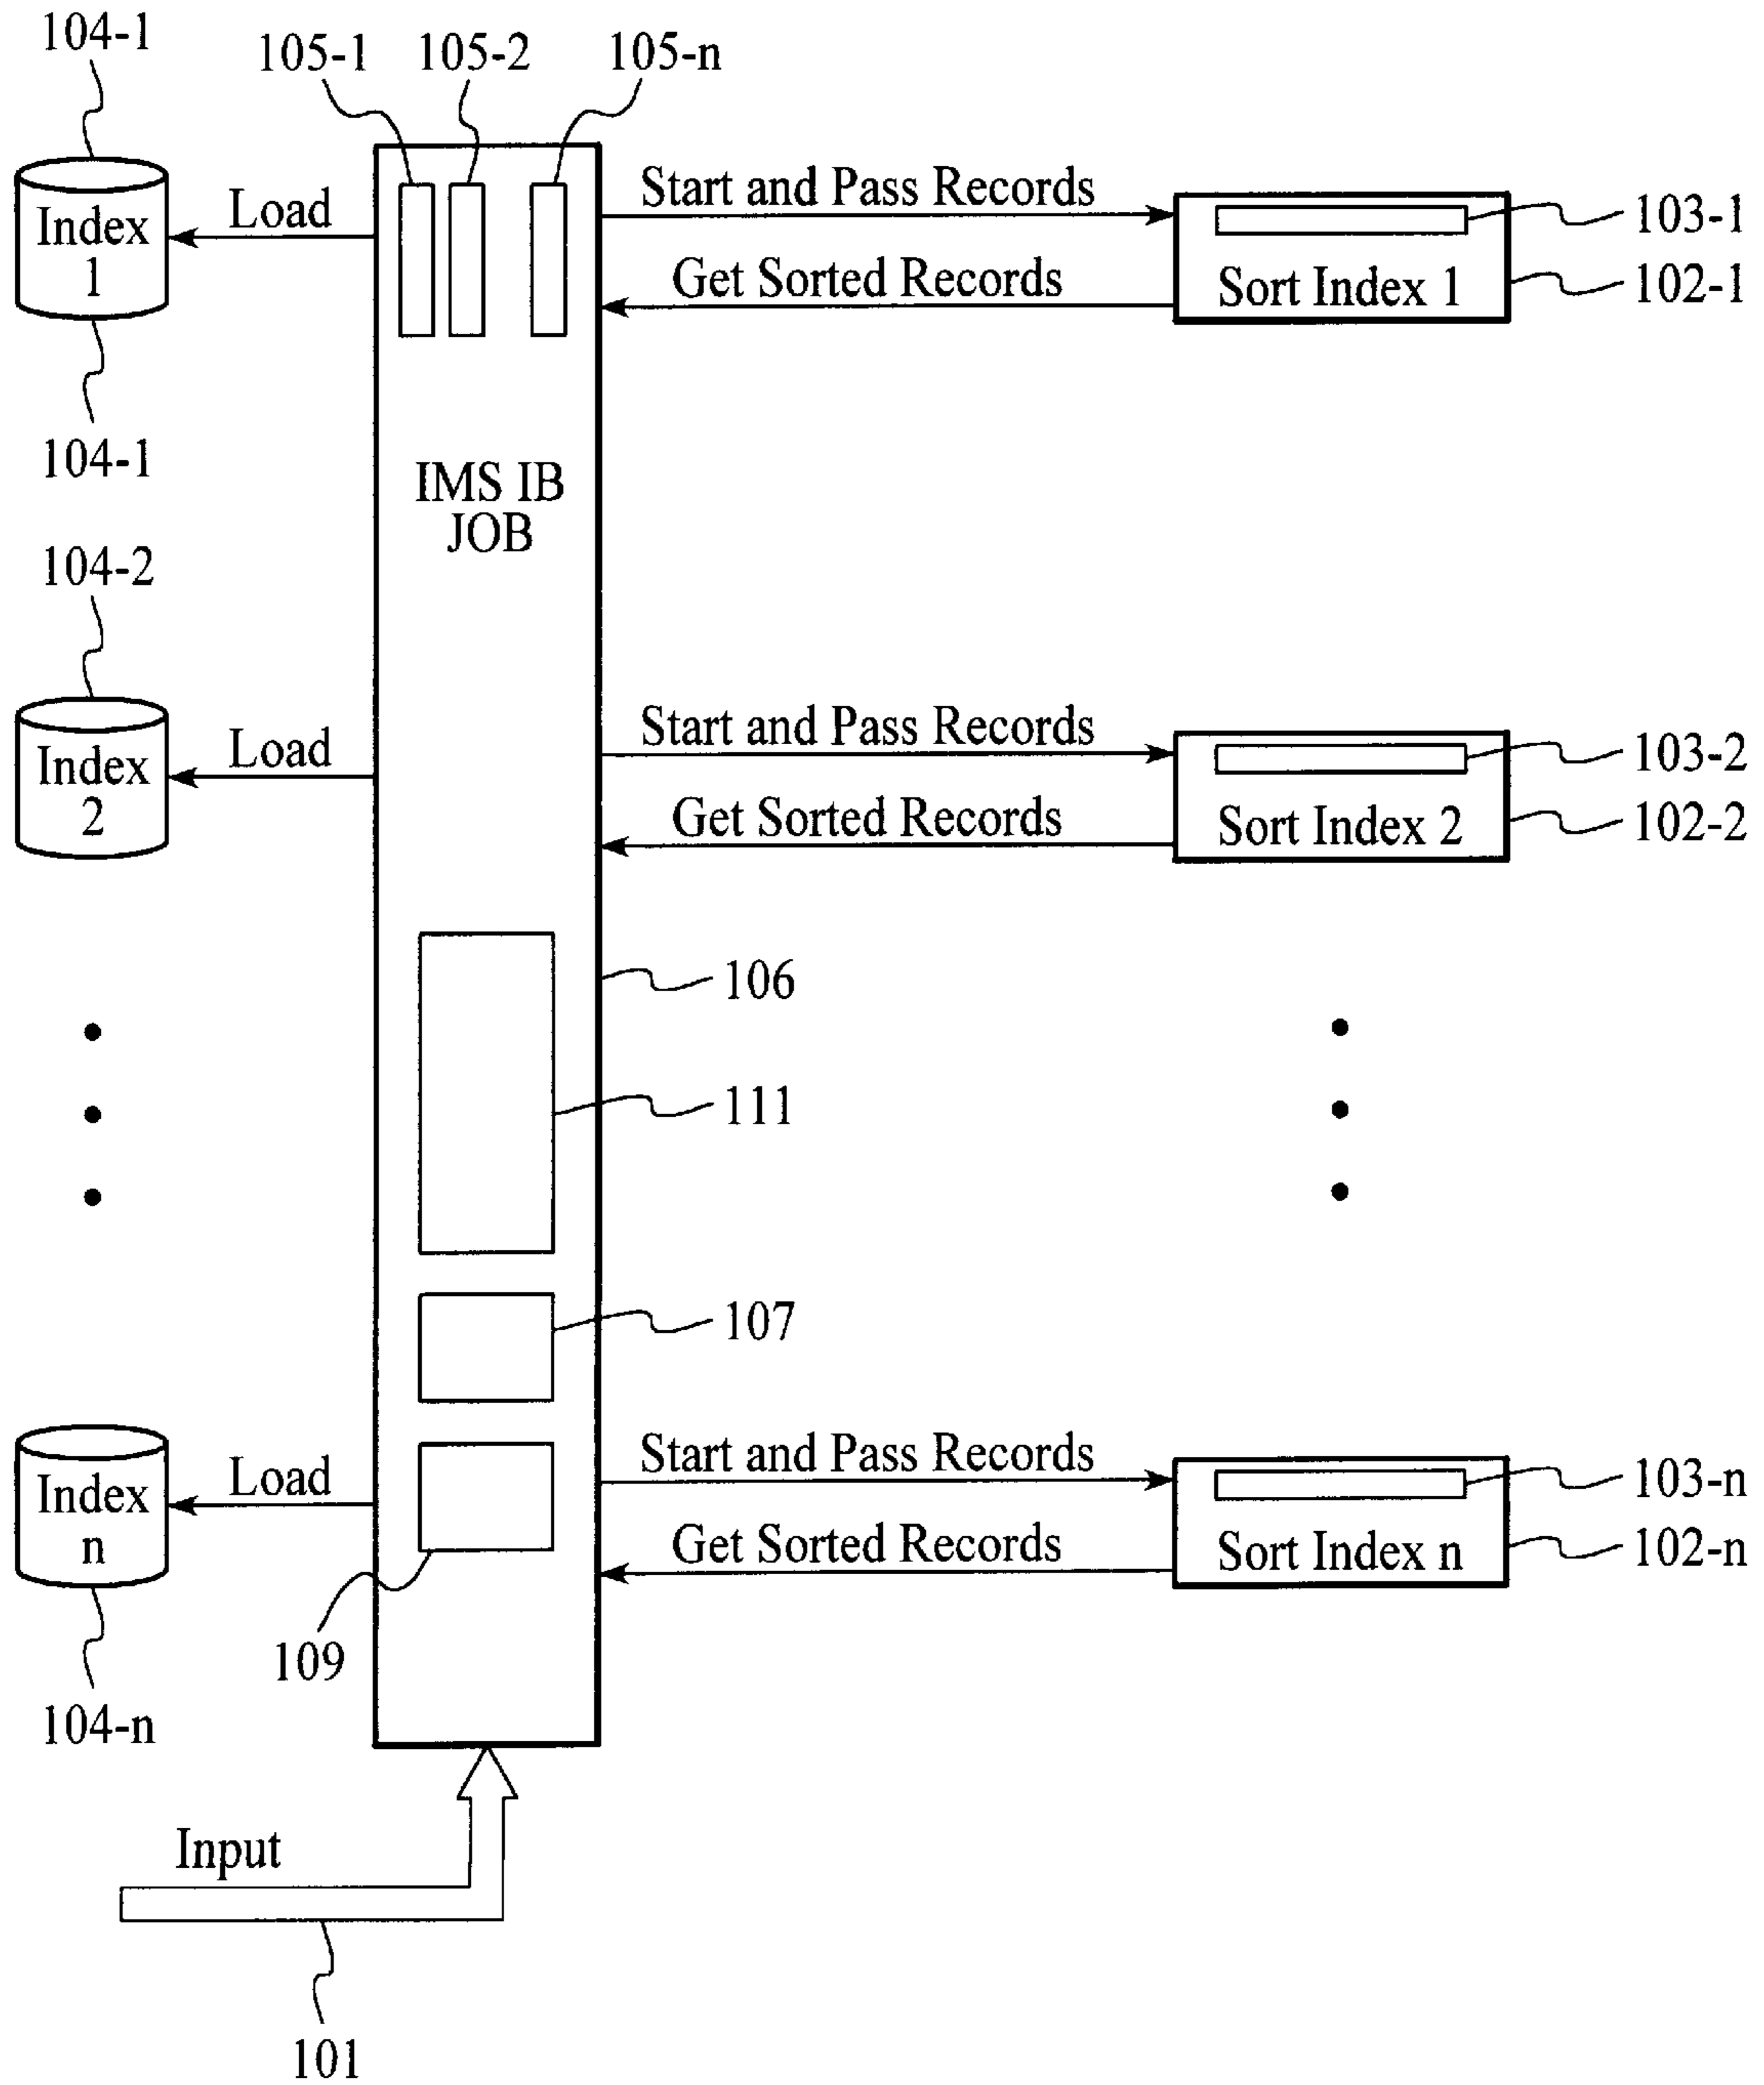 104-1
105-1 105-2 105-n
Index
1
Load
Start and Pass Records
Get Sorted Records
Sort Index 1
103-1
102-1
104-1
IMS IB
JOB
104-2
Index
2
Load
Start and Pass Records
Get Sorted Records
Sort Index 2
103-2
102-2
106
111
107
Index
n
Load
Start and Pass Records
Get Sorted Records
Sort Index n
103-n
102-n
109
104-n
Input
101